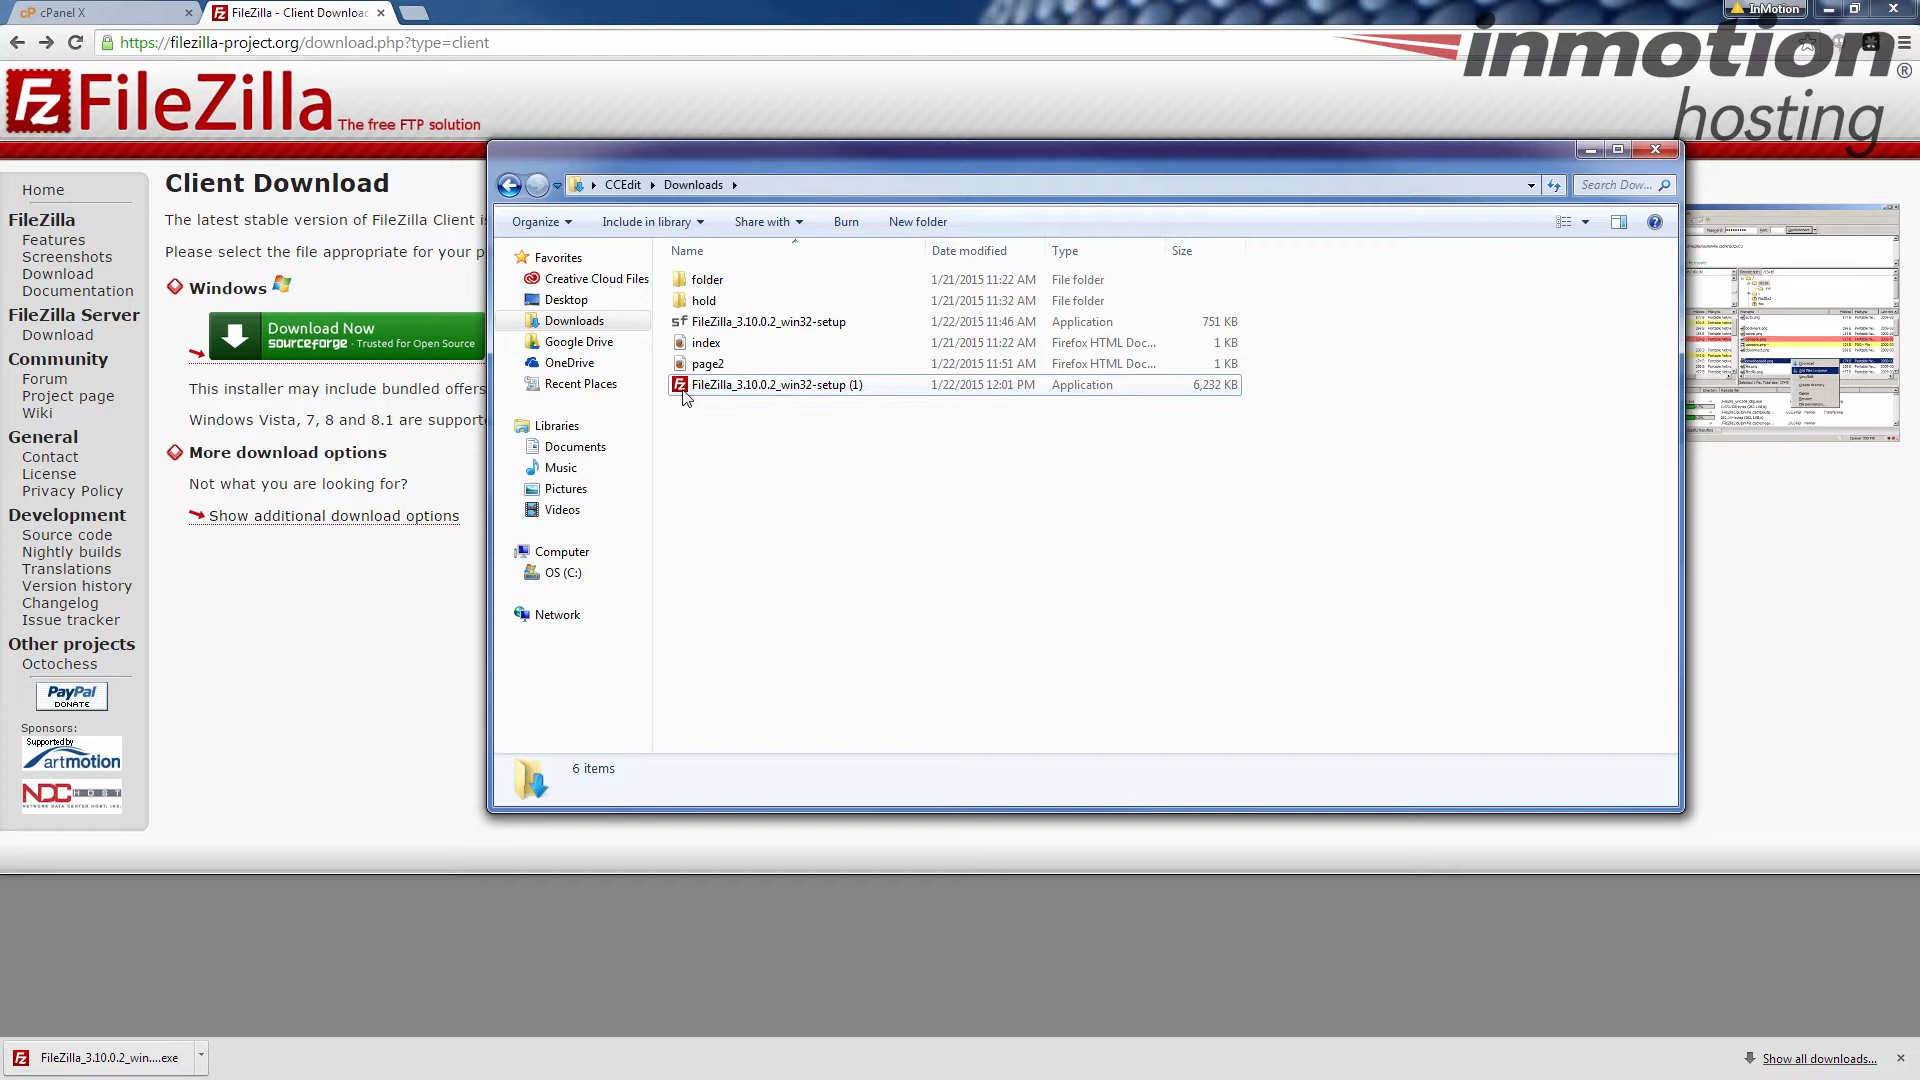 cPanel X
FileZilla - Client Download
InMotion
https://filezilla-project.org/download.php?type=client
inmotion®
hosting
FileZilla The free FTP solution
Home
FileZilla
Features
Screenshots
Download
Documentation
FileZilla Server
Download
Community
Forum
Project page
Wiki
General
Contact
License
Privacy Policy
Development
Source code
Nightly builds
Translations
Version history
Changelog
Issue tracker
Other projects
Octochess
PayPal
DONATE
Sponsors:
Supported by
artmotion
NDCHOST
NETWORK DATA CENTER HOST, INC.
Client Download
The latest stable version of FileZilla Client is
Please select the file appropriate for your p
Windows
Download Now
sourceforge - Trusted for Open Source
This installer may include bundled offers
Windows Vista, 7, 8 and 8.1 are supporte
More download options
Not what you are looking for?
Show additional download options
CCEdit Downloads
Search Dow...
Organize Include in library Share with Burn New folder
Favorites
Creative Cloud Files
Desktop
Downloads
Google Drive
OneDrive
Recent Places
Libraries
Documents
Music
Pictures
Videos
Computer
OS (C:)
Network
Name Date modified Type Size
folder 1/21/2015 11:22 AM File folder
hold 1/21/2015 11:32 AM File folder
sf FileZilla_3.10.0.2_win32-setup 1/22/2015 11:46 AM Application 751 KB
index 1/21/2015 11:22 AM Firefox HTML Doc... 1 KB
page2 1/22/2015 11:51 AM Firefox HTML Doc... 1 KB
FileZilla_3.10.0.2_win32-setup (1) 1/22/2015 12:01 PM Application 6,232 KB
6 items
FileZilla_3.10.0.2_win....exe
Show all downloads...